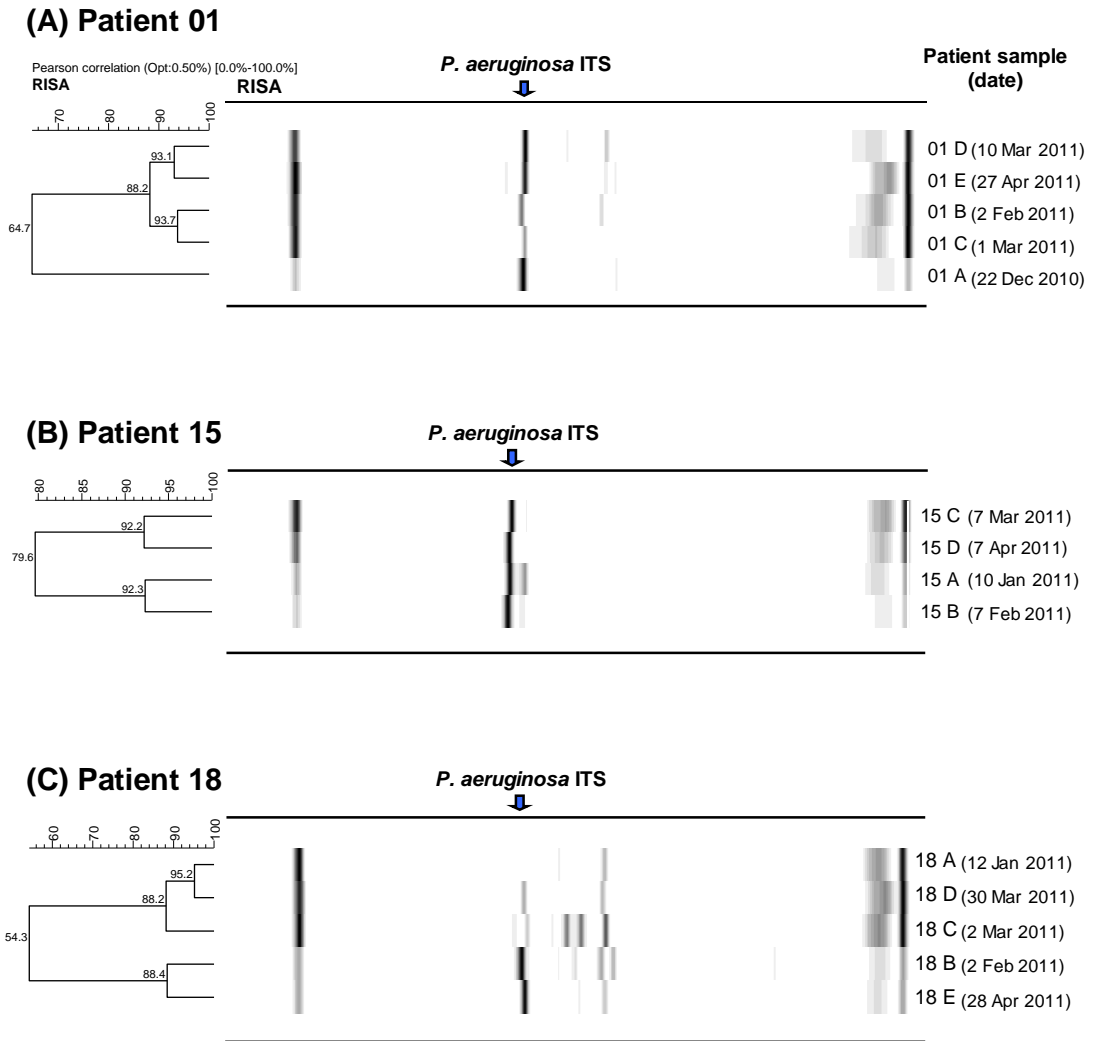 (A) Patient 01
Pearson correlation (Opt:0.50%) [0.0%-100.0%]
RISA RISA
P. aeruginosa ITS
Patient sample
(date)
70 80 90 100
93.1
88.2
93.7
64.7
01 D (10 Mar 2011)
01 E (27 Apr 2011)
01 B (2 Feb 2011)
01 C (1 Mar 2011)
01 A (22 Dec 2010)
(B) Patient 15
P. aeruginosa ITS
80 85 90 95 100
92.2
79.6
92.3
15 C (7 Mar 2011)
15 D (7 Apr 2011)
15 A (10 Jan 2011)
15 B (7 Feb 2011)
(C) Patient 18
P. aeruginosa ITS
60 70 80 90 100
95.2
88.2
54.3
88.4
18 A (12 Jan 2011)
18 D (30 Mar 2011)
18 C (2 Mar 2011)
18 B (2 Feb 2011)
18 E (28 Apr 2011)